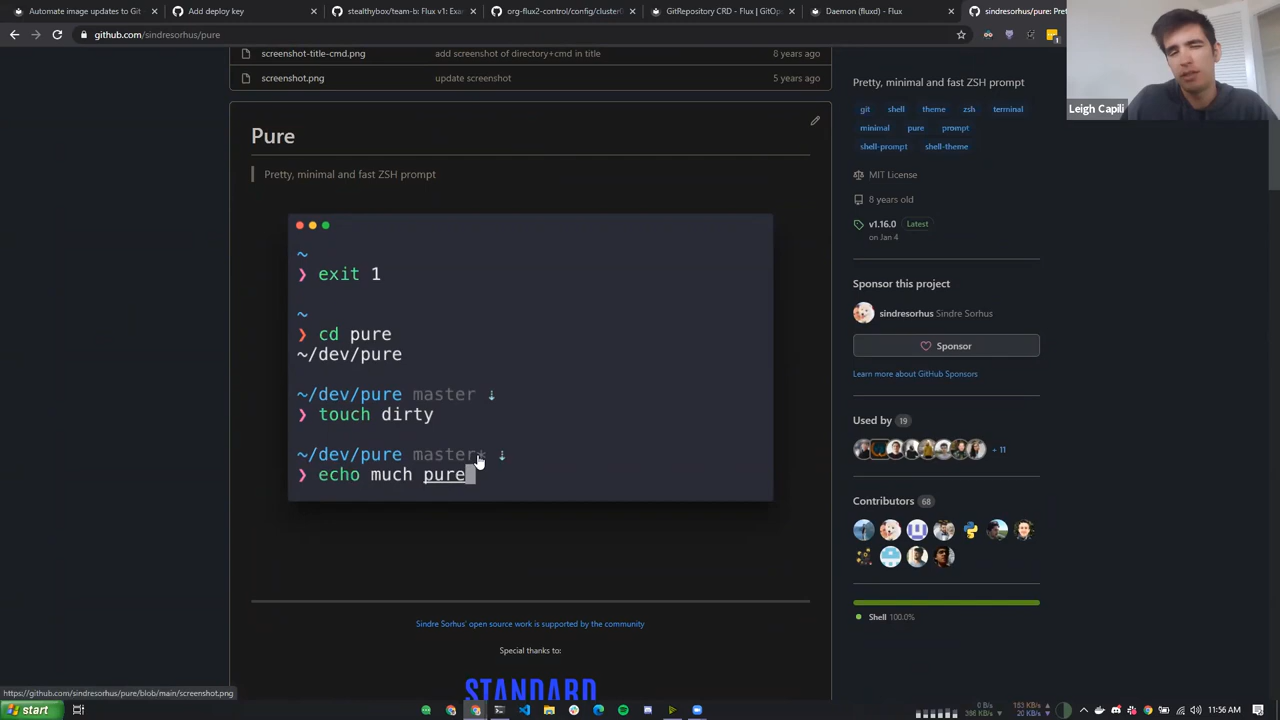 Automate image updates to Git
Add deploy key
stealthybox/team-b: Flux v1: Exa
org-flux2-control/config/cluster
GitRepository CRD - Flux | GitOp
Daemon (fluxd) - Flux
sindresorhus/pure: Pret
github.com/sindresorhus/pure
screenshot-title-cmd.png add screenshot of directory+cmd in title 8 years ago
screenshot.png update screenshot 5 years ago
Pure
Pretty, minimal and fast ZSH prompt
~
❯ exit 1
~
❯ cd pure
~/dev/pure
~/dev/pure master ⇣
❯ touch dirty
~/dev/pure master* ⇣
❯ echo much pure
Sindre Sorhus' open source work is supported by the community
Special thanks to:
STANDARD
Pretty, minimal and fast ZSH prompt
git shell theme zsh terminal
minimal pure prompt
shell-prompt shell-theme
MIT License
8 years old
v1.16.0 Latest
on Jan 4
Sponsor this project
sindresorhus Sindre Sorhus
Sponsor
Learn more about GitHub Sponsors
Used by 19
+ 11
Contributors 68
Shell 100.0%
Leigh Capili
https://github.com/sindresorhus/pure/blob/main/screenshot.png
start
0 B/s
153 KB/s
20 KB/s
11:56 AM